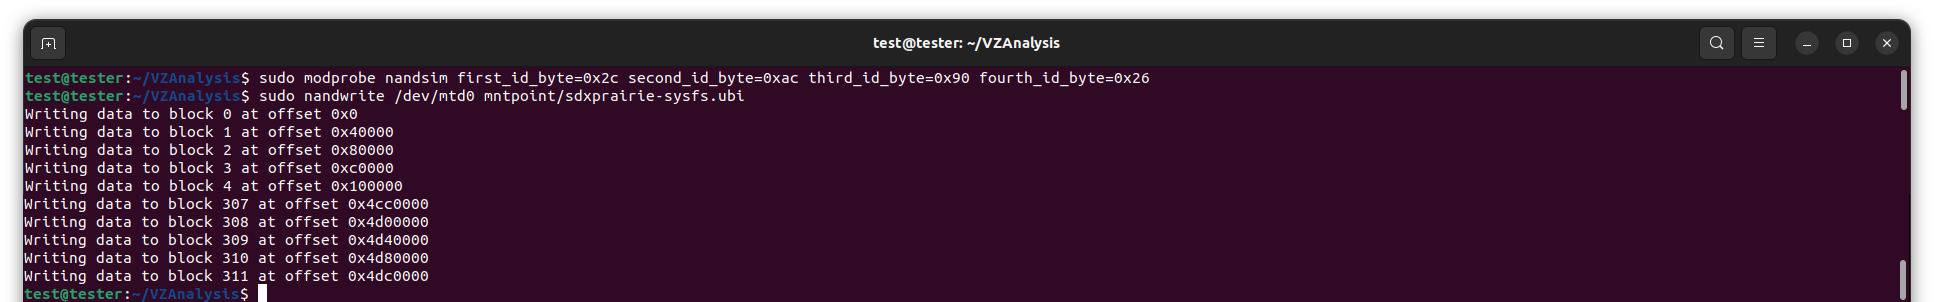 test@tester: ~/VZAnalysis
test@tester:~/VZAnalysis$ sudo modprobe nandsim first_id_byte=0x2c second_id_byte=0xac third_id_byte=0x90 fourth_id_byte=0x26
test@tester:~/VZAnalysis$ sudo nandwrite /dev/mtd0 mntpoint/sdxprairie-sysfs.ubi
Writing data to block 0 at offset 0x0
Writing data to block 1 at offset 0x40000
Writing data to block 2 at offset 0x80000
Writing data to block 3 at offset 0xc0000
Writing data to block 4 at offset 0x100000
Writing data to block 307 at offset 0x4cc0000
Writing data to block 308 at offset 0x4d00000
Writing data to block 309 at offset 0x4d40000
Writing data to block 310 at offset 0x4d80000
Writing data to block 311 at offset 0x4dc0000
test@tester:~/VZAnalysis$